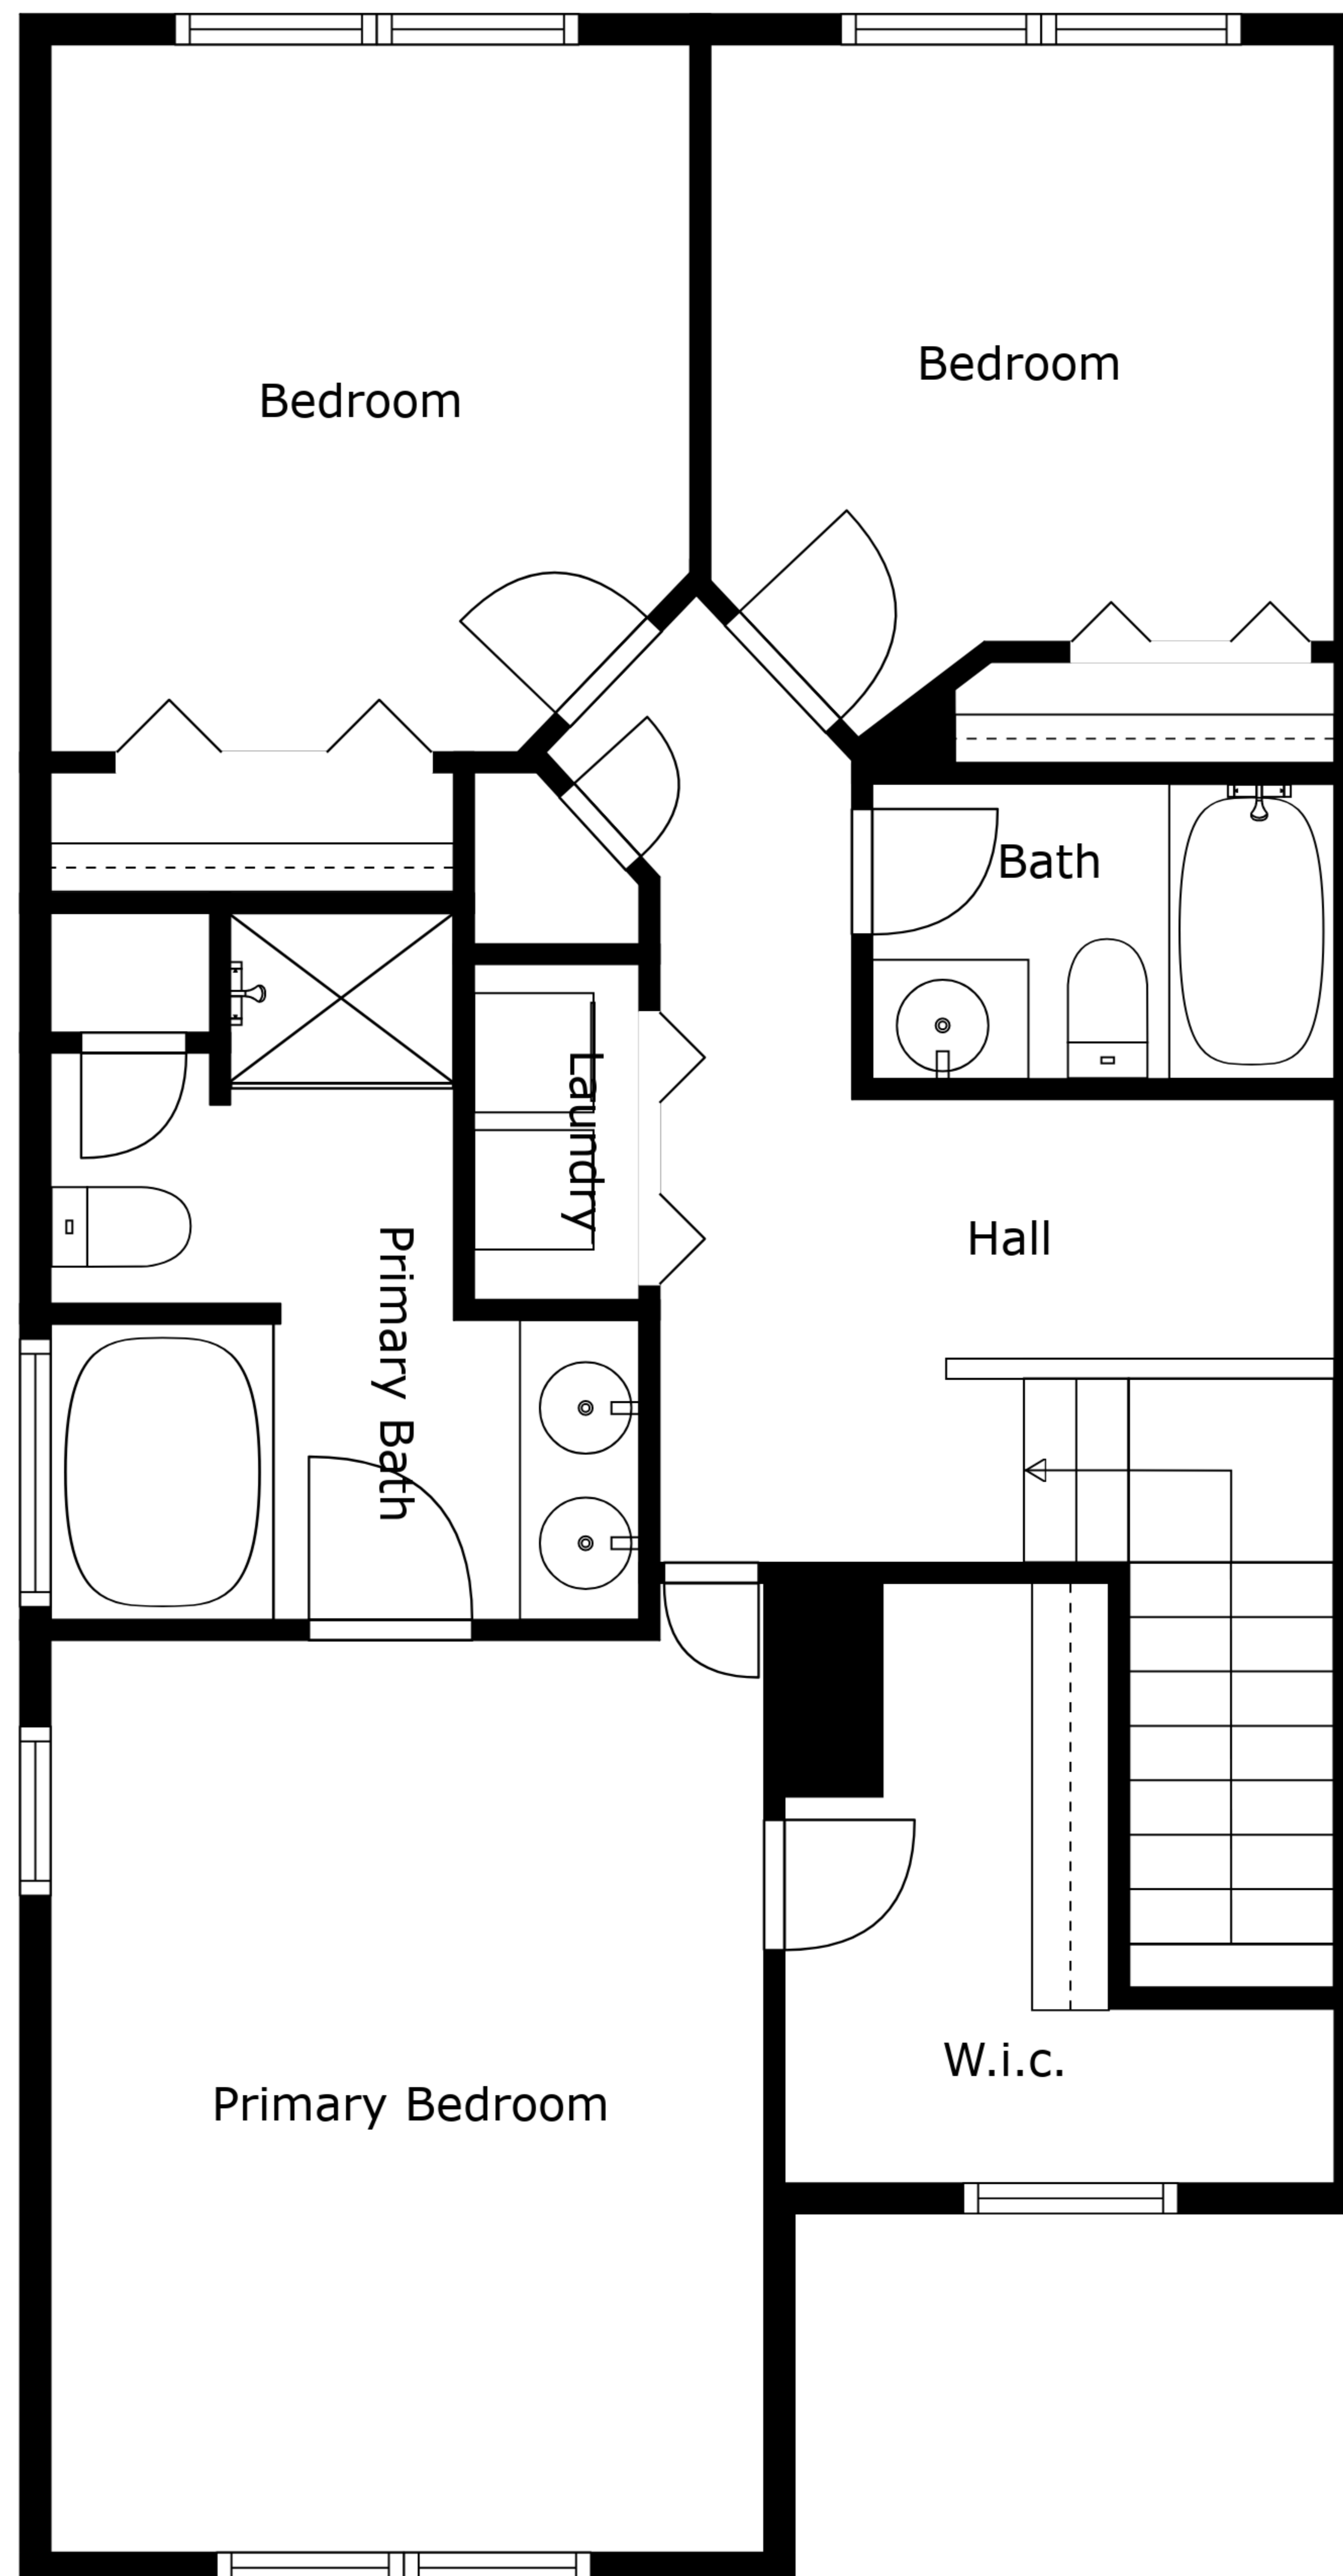 Bedroom
Bedroom
Bath
Laundry
Hall
Primary Bath
W.i.c.
Primary Bedroom